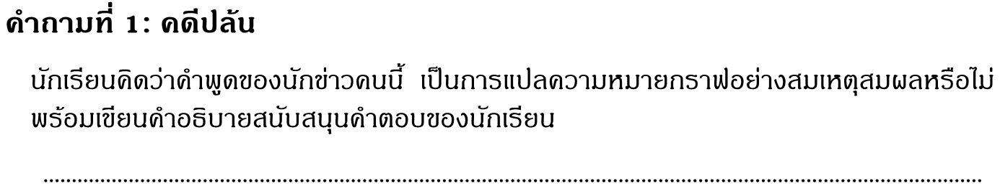 คำถามที่ 1: คดีปล้น
นักเรียนคิดว่าคำพูดของนักข่าวคนนี้ เป็นการแปลความหมายกราฟอย่างสมเหตุสมผลหรือไม่
พร้อมเขียนคำอธิบายสนับสนุนคำตอบของนักเรียน